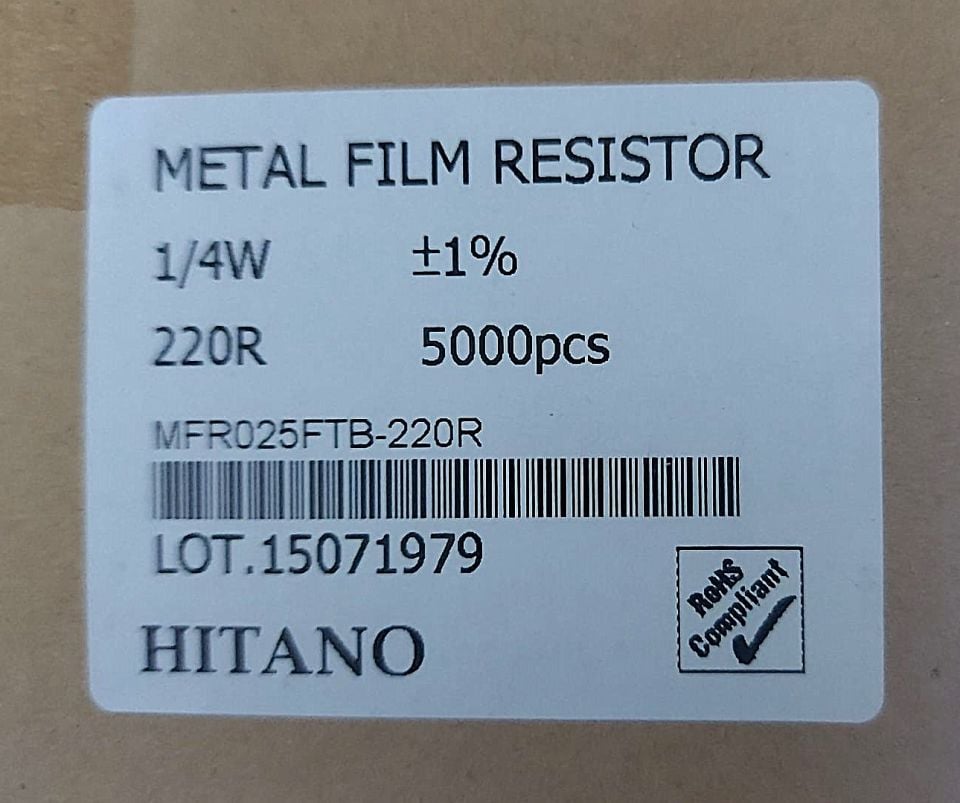 METAL FILM RESISTOR
1/4W ±1%
220R 5000pcs
MFR025FTB-220R
LOT.15071979
HITANO
RoHS
Compliant